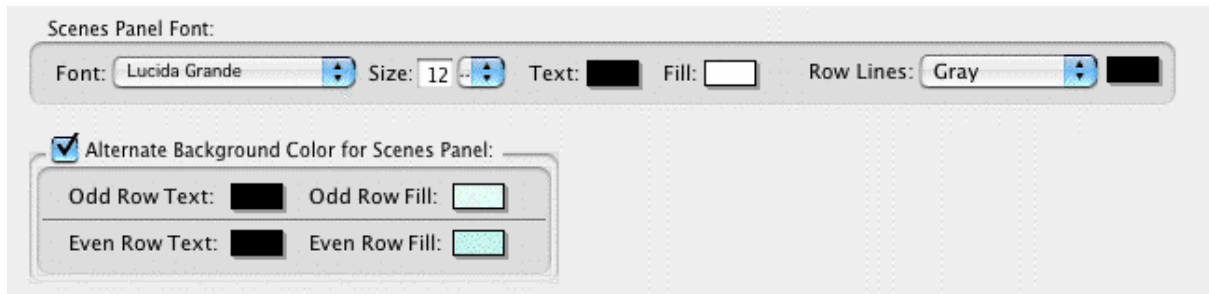 Scenes Panel Font:
Font: Lucida Grande Size: 12 .. Text: Fill: Row Lines: Gray
Alternate Background Color for Scenes Panel:
Odd Row Text: Odd Row Fill:
Even Row Text: Even Row Fill: